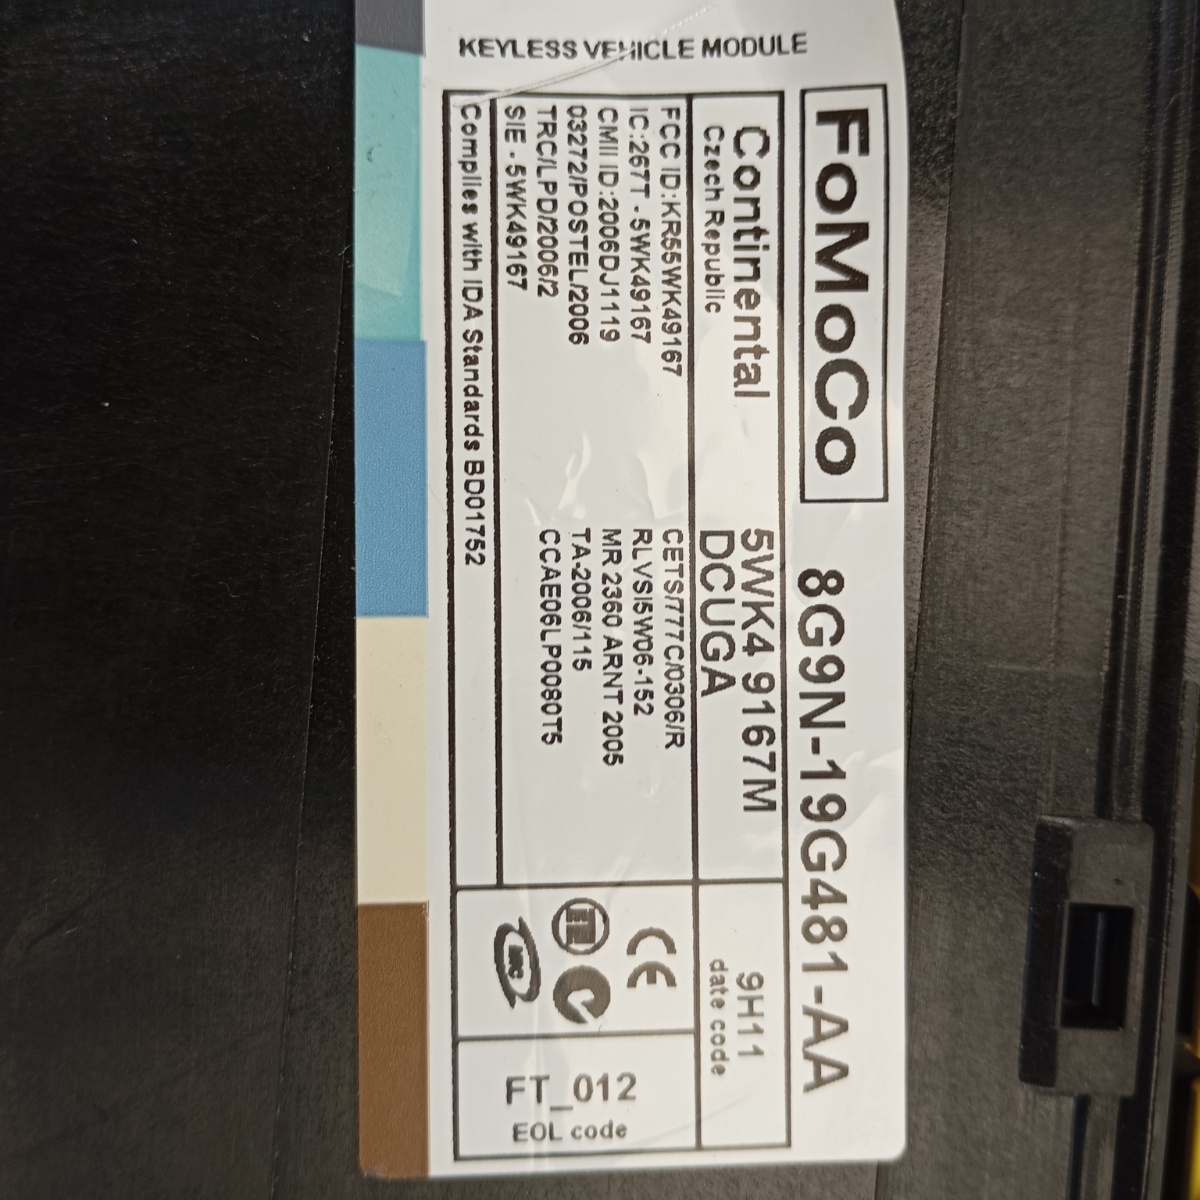 KEYLESS VEHICLE MODULE
FoMoCo 8G9N-19G481-AA
Continental 5WK4 9167M 9H11
Czech Republic DCUGA date code
FCC ID:KR55WK49167 CETS/777C/0306/R
IC:267T - 5WK49167 RLVSI5W06-152
CMII ID:2006DJ1119 MR 2360 ARNT 2005
03272/POSTEL/2006 TA-2006/115
TRC/LPD/2006/2 CCAE06LP0080T5
SIE - 5WK49167
Complies with IDA Standards BD01752
CE
FT_012
EOL code